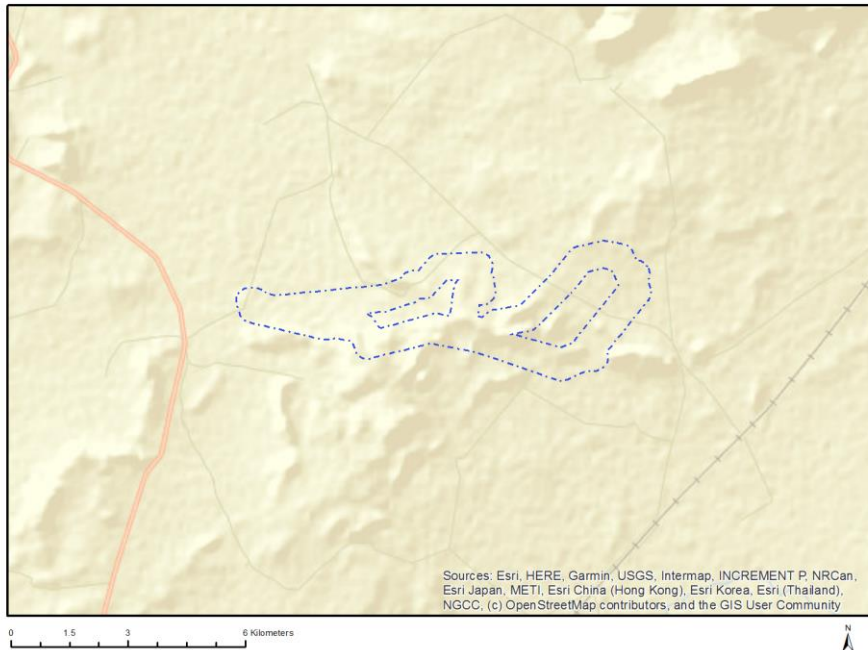 Sources: Esri, HERE, Garmin, USGS, Intermap, INCREMENT P, NRCan,
Esri Japan, METI, Esri China (Hong Kong), Esri Korea, Esri (Thailand),
NGCC, (c) OpenStreetMap contributors, and the GIS User Community
0 1.5 3 6 Kilometers
N